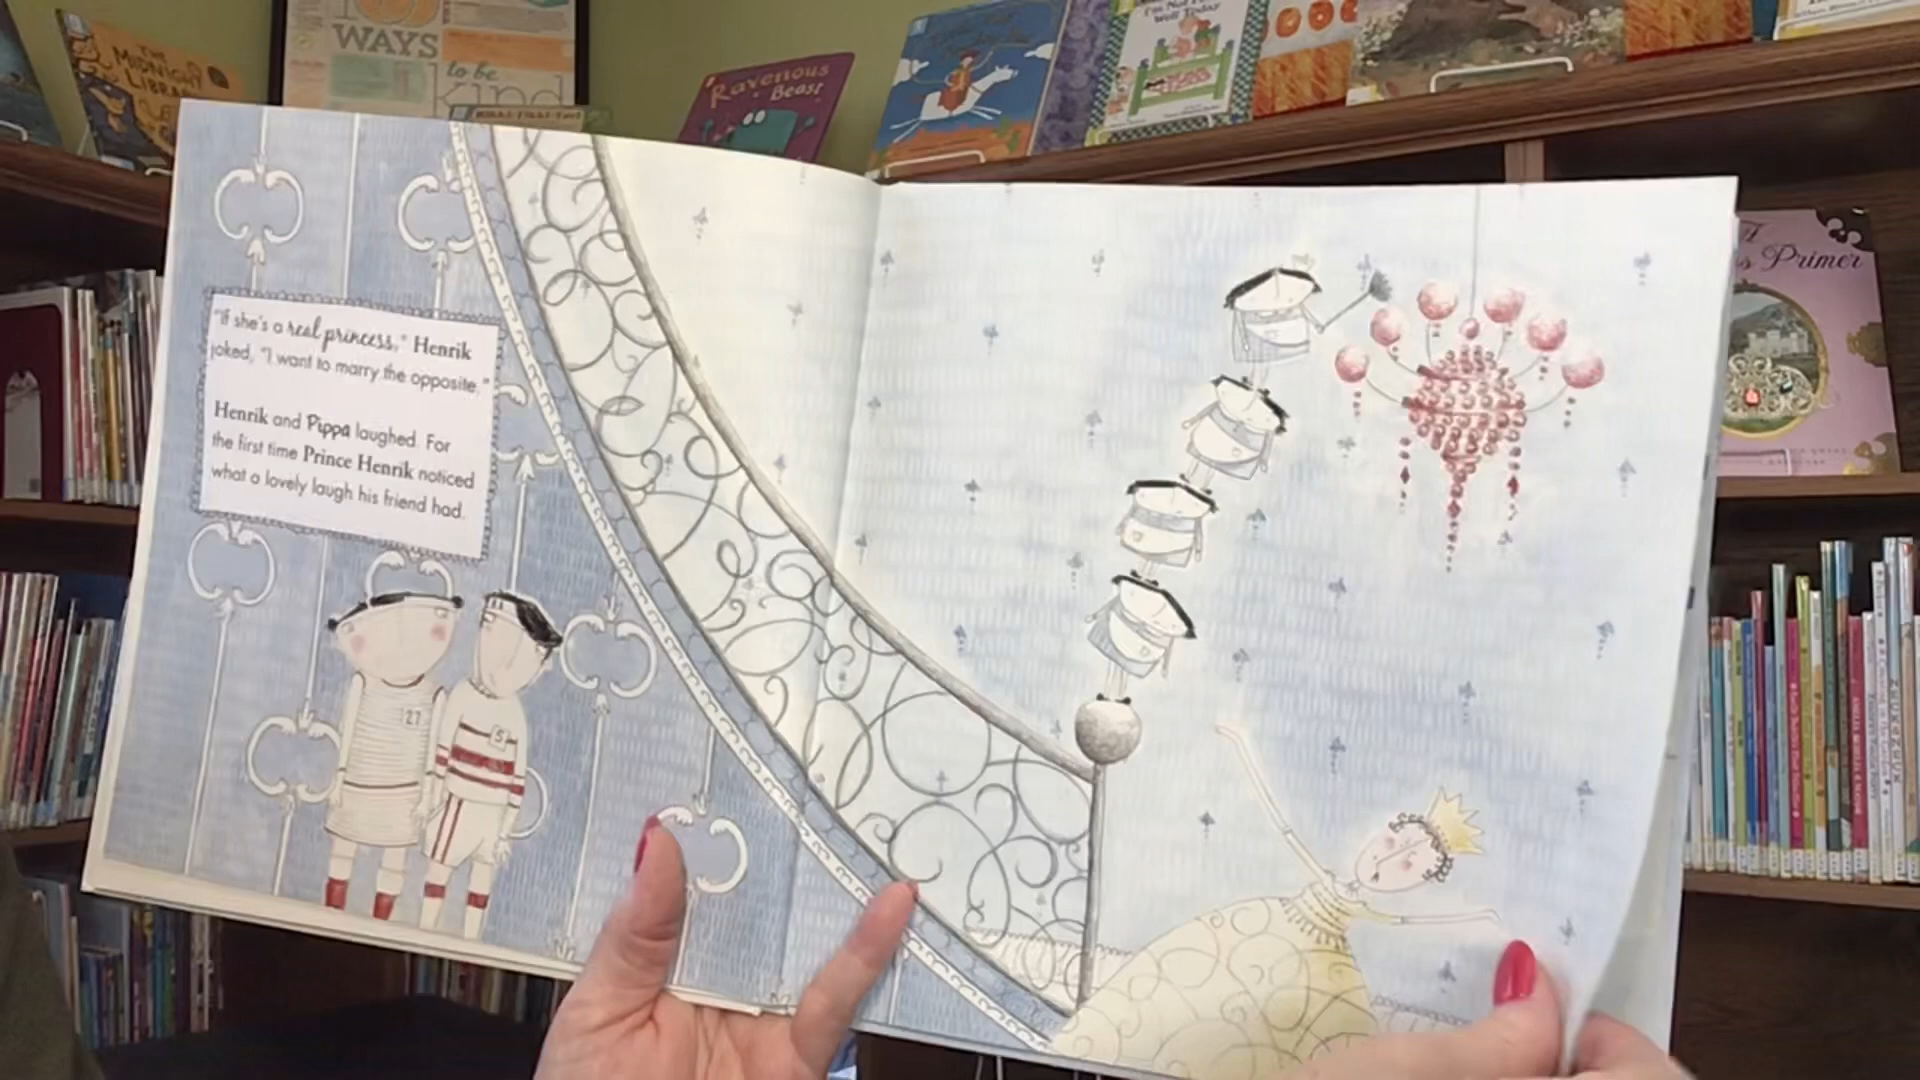 THE
MIDNIGHT
WAYS
to be
kind
Ravenous
Beast
Well Today
Primer
"If she's a real princess," Henrik
joked, "I want to marry the opposite."
Henrik and Pippa laughed. For
the first time Prince Henrik noticed
what a lovely laugh his friend had.
27
5